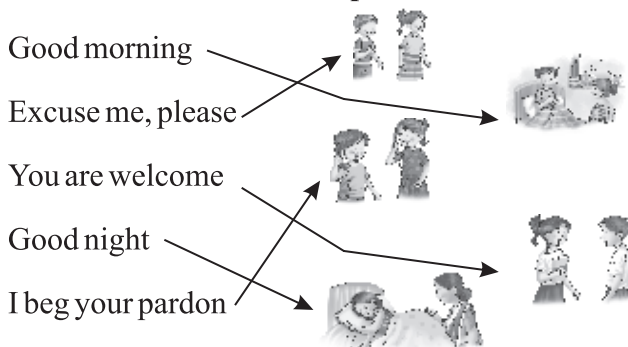 Good morning
Excuse me, please
You are welcome
Good night
I beg your pardon